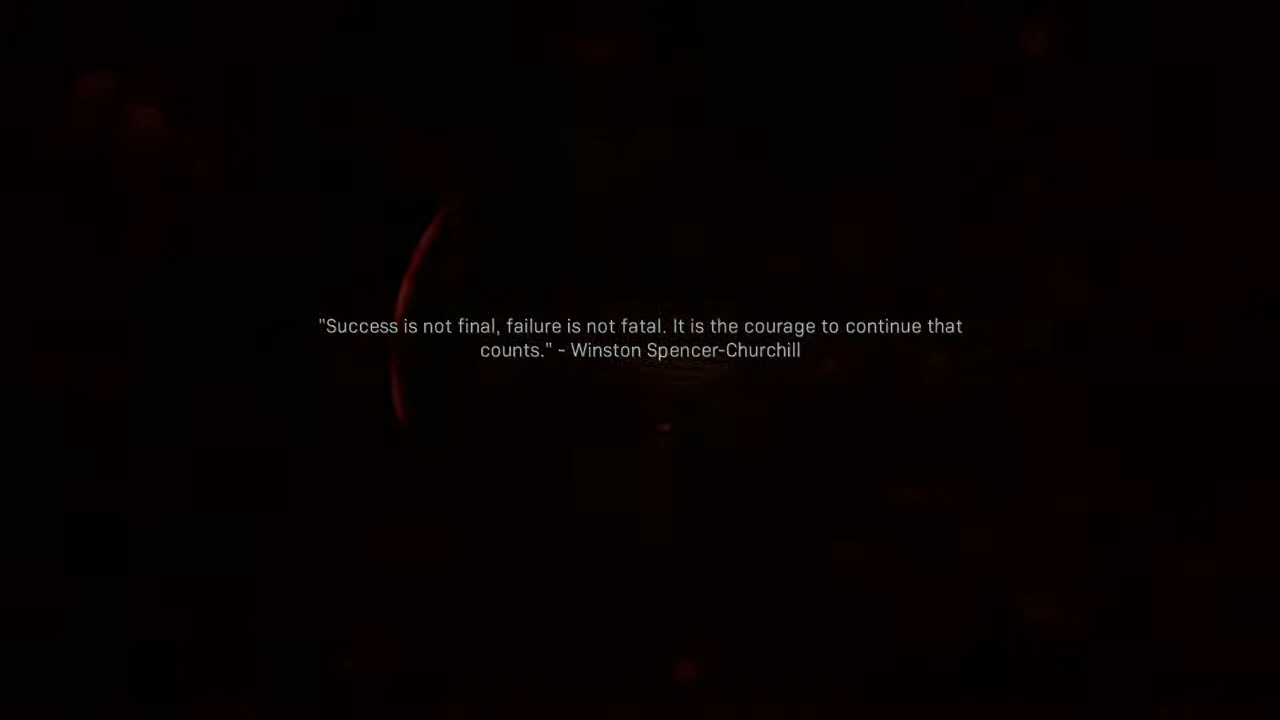 "Success is not final, failure is not fatal. It is the courage to continue that
counts." - Winston Spencer-Churchill